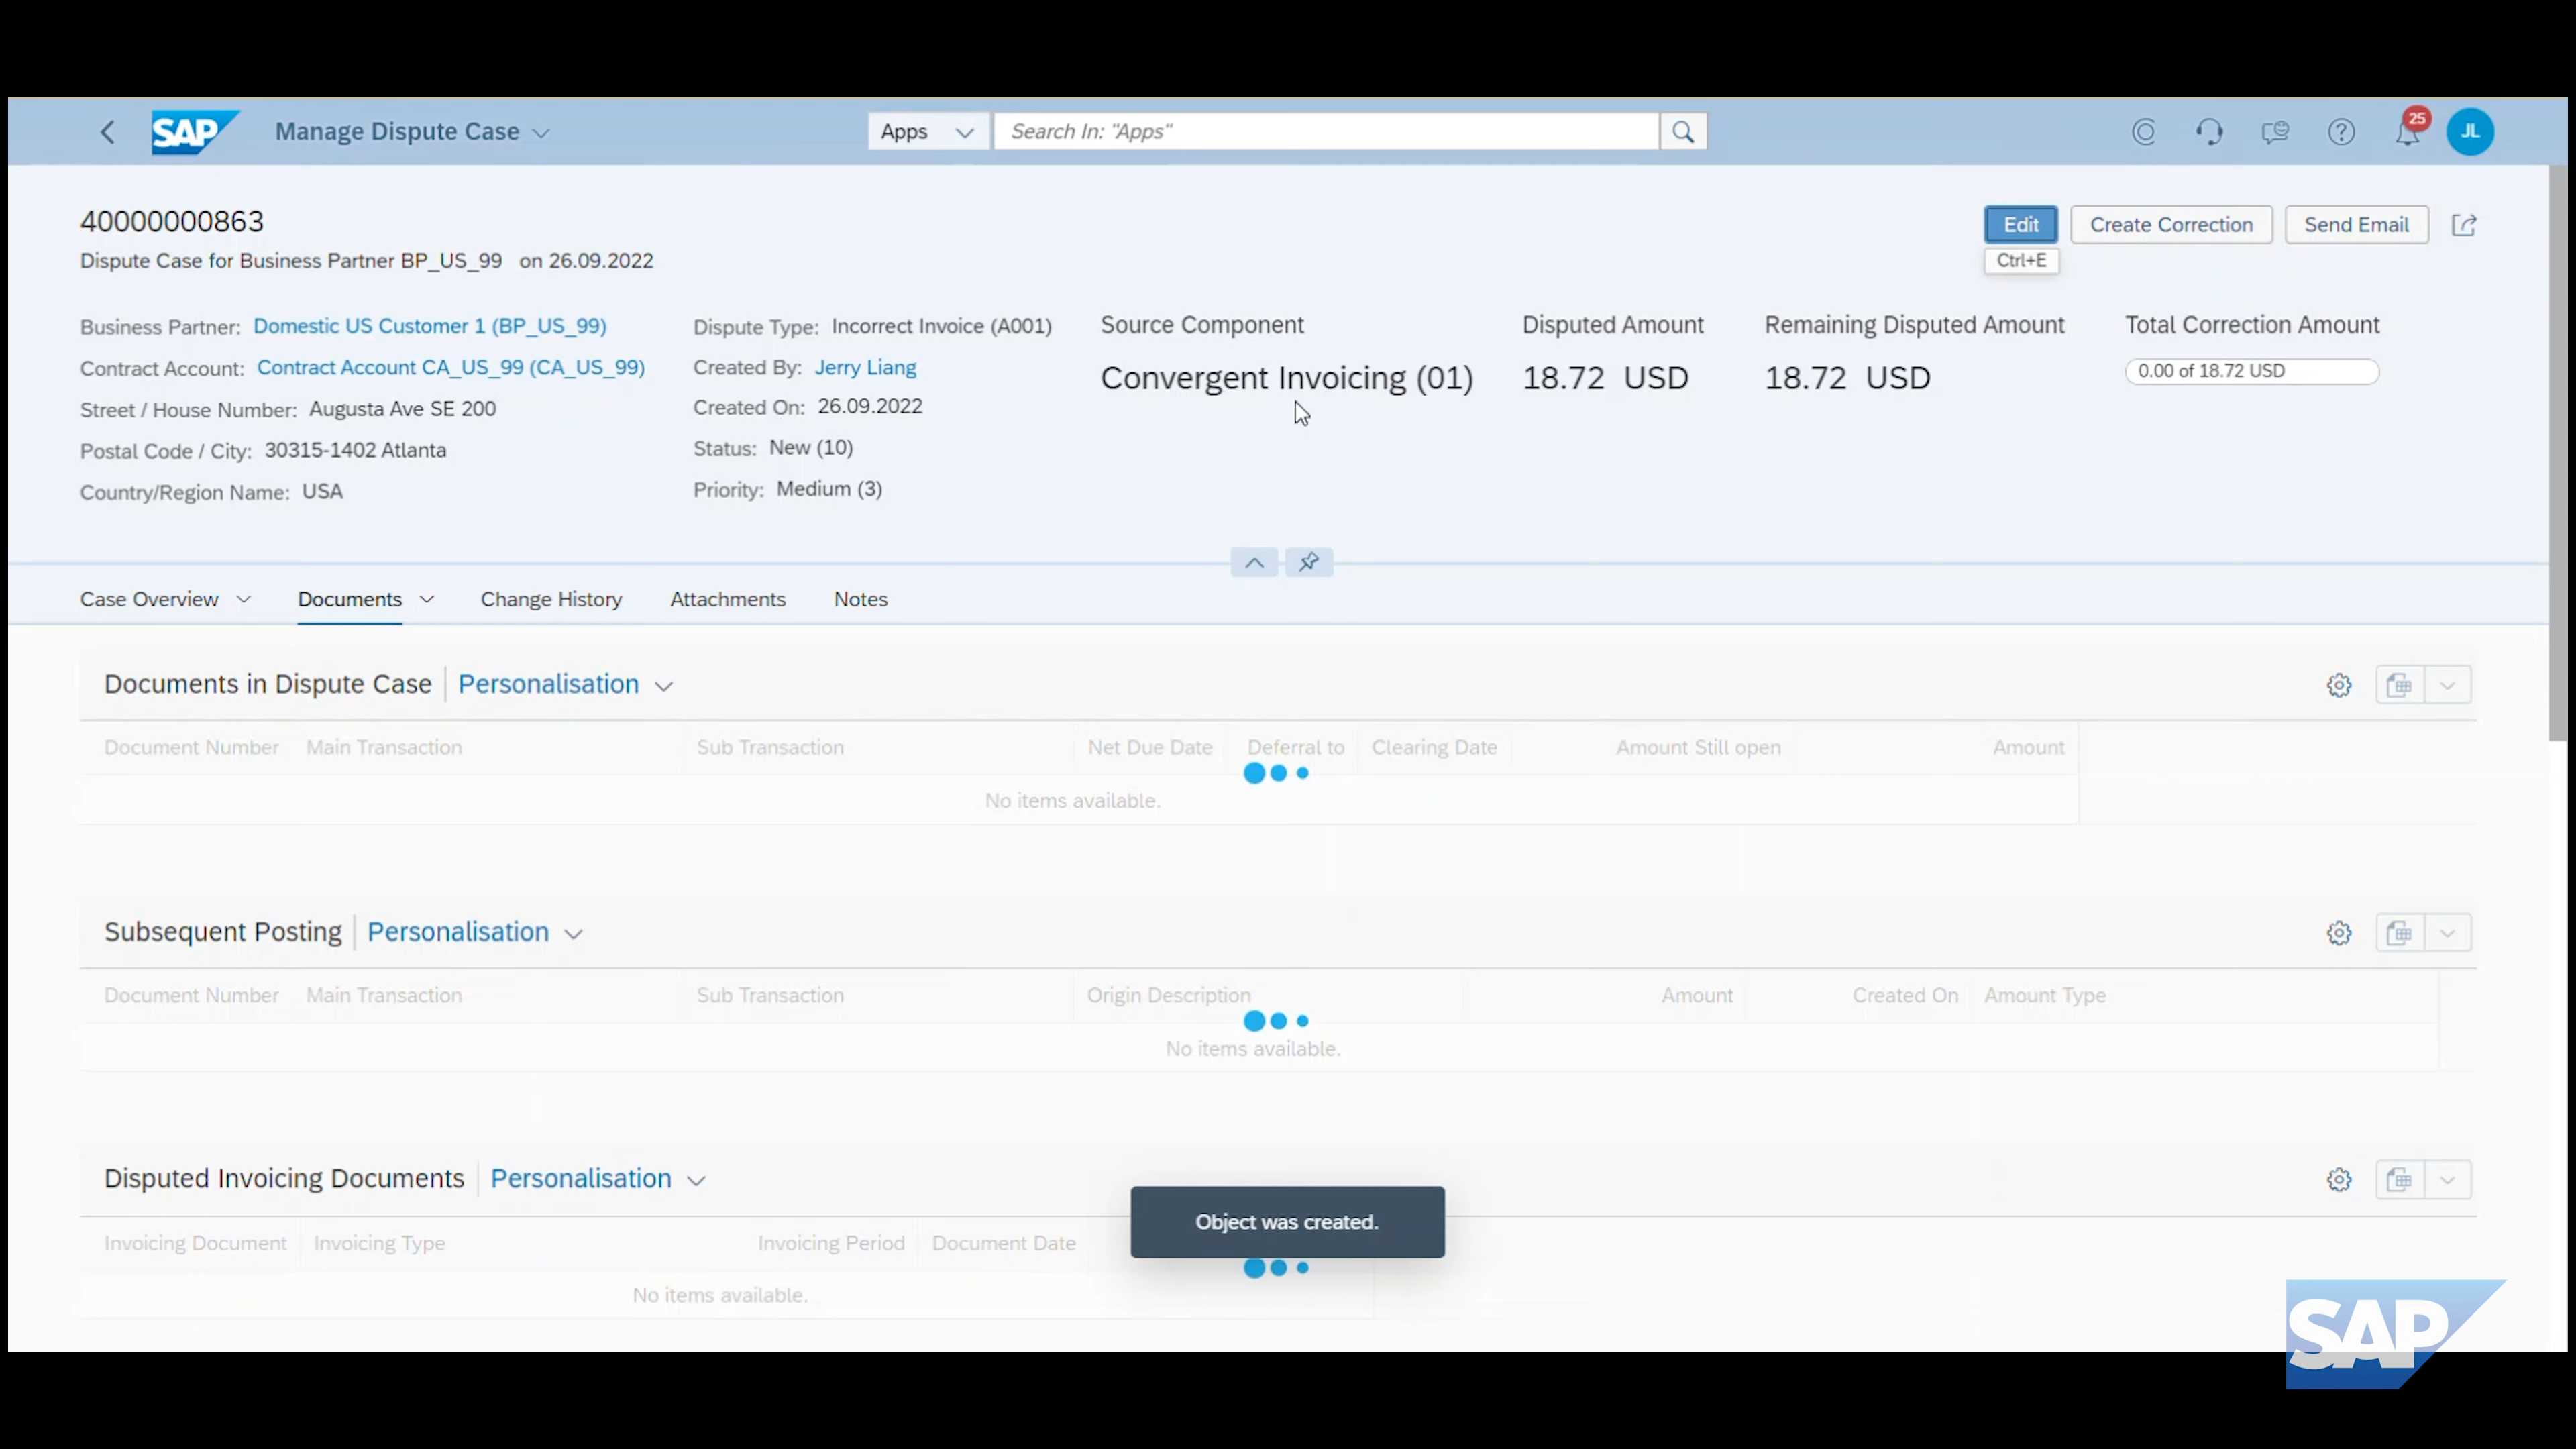 SAP Manage Dispute Case Apps Search In: "Apps" 25 JL
40000000863 Edit Create Correction Send Email
Dispute Case for Business Partner BP_US_99 on 26.09.2022 Ctrl+E
Business Partner: Domestic US Customer 1 (BP_US_99)
Contract Account: Contract Account CA_US_99 (CA_US_99)
Street / House Number: Augusta Ave SE 200
Postal Code / City: 30315-1402 Atlanta
Country/Region Name: USA
Dispute Type: Incorrect Invoice (A001)
Created By: Jerry Liang
Created On: 26.09.2022
Status: New (10)
Priority: Medium (3)
Source Component
Convergent Invoicing (01)
Disputed Amount
18.72 USD
Remaining Disputed Amount
18.72 USD
Total Correction Amount
0.00 of 18.72 USD
Case Overview Documents Change History Attachments Notes
Documents in Dispute Case Personalisation
Document Number Main Transaction Sub Transaction Net Due Date Deferral to Clearing Date Amount Still open Amount
No items available.
Subsequent Posting Personalisation
Document Number Main Transaction Sub Transaction Origin Description Amount Created On Amount Type
No items available.
Disputed Invoicing Documents Personalisation
Object was created.
Invoicing Document Invoicing Type Invoicing Period Document Date
No items available.
SAP